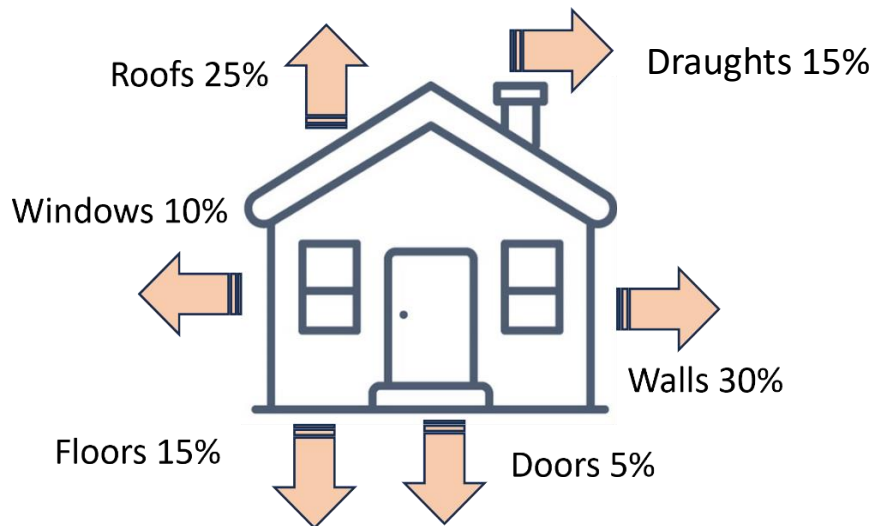 Roofs 25%
Draughts 15%
Windows 10%
Walls 30%
Floors 15%
Doors 5%